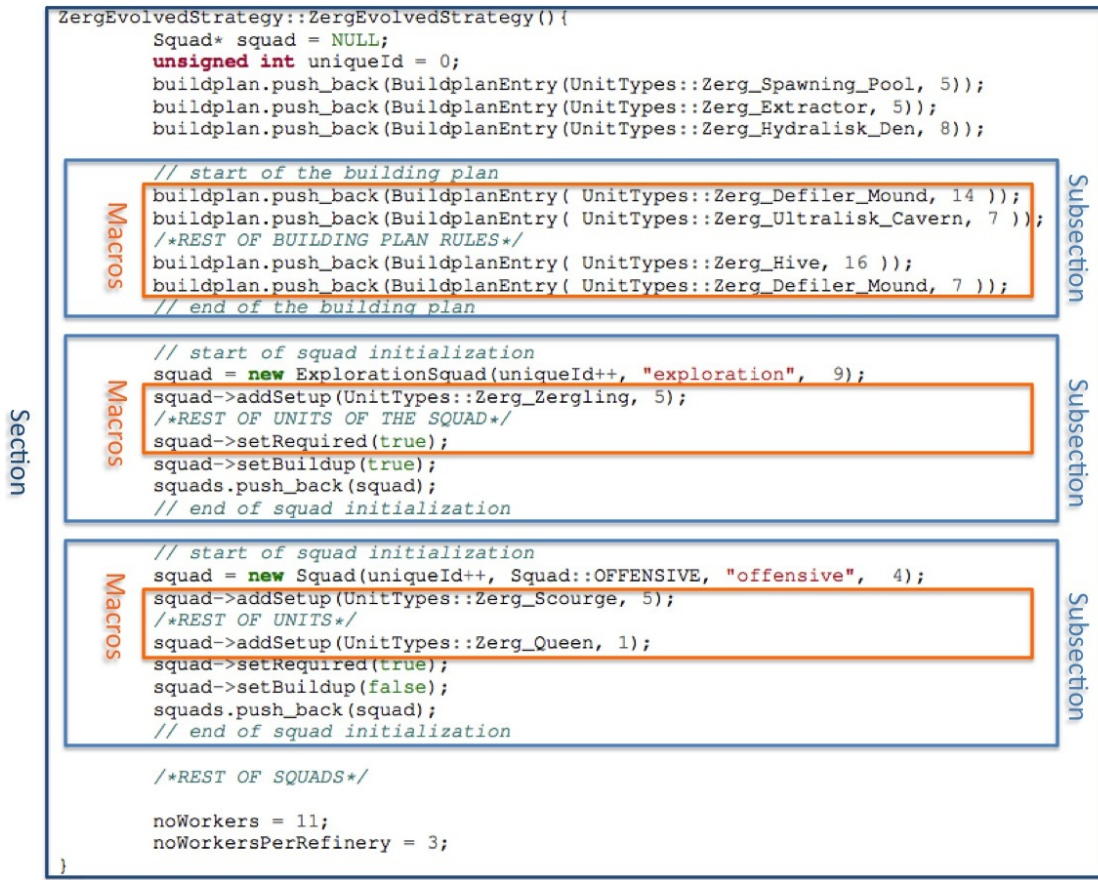 ZergEvolvedStrategy::ZergEvolvedStrategy(){
Squad* squad = NULL;
unsigned int uniqueId = 0;
buildplan.push_back(BuildplanEntry(UnitTypes::Zerg_Spawning_Pool, 5));
buildplan.push_back(BuildplanEntry(UnitTypes::Zerg_Extractor, 5));
buildplan.push_back(BuildplanEntry(UnitTypes::Zerg_Hydralisk_Den, 8));
// start of the building plan
buildplan.push_back(BuildplanEntry( UnitTypes::Zerg_Defiler_Mound, 14 ));
buildplan.push_back(BuildplanEntry( UnitTypes::Zerg_Ultralisk_Cavern, 7 ));
/*REST OF BUILDING PLAN RULES*/
buildplan.push_back(BuildplanEntry( UnitTypes::Zerg_Hive, 16 ));
buildplan.push_back(BuildplanEntry( UnitTypes::Zerg_Defiler_Mound, 7 ));
// end of the building plan
Macros
Subsection
// start of squad initialization
squad = new ExplorationSquad(uniqueId++, "exploration", 9);
squad->addSetup(UnitTypes::Zerg_Zergling, 5);
/*REST OF UNITS OF THE SQUAD*/
squad->setRequired(true);
squad->setBuildup(true);
squads.push_back(squad);
// end of squad initialization
Macros
Subsection
Section
// start of squad initialization
squad = new Squad(uniqueId++, Squad::OFFENSIVE, "offensive", 4);
squad->addSetup(UnitTypes::Zerg_Scourge, 5);
/*REST OF UNITS*/
squad->addSetup(UnitTypes::Zerg_Queen, 1);
squad->setRequired(true);
squad->setBuildup(false);
squads.push_back(squad);
// end of squad initialization
Macros
Subsection
/*REST OF SQUADS*/
noWorkers = 11;
noWorkersPerRefinery = 3;
}